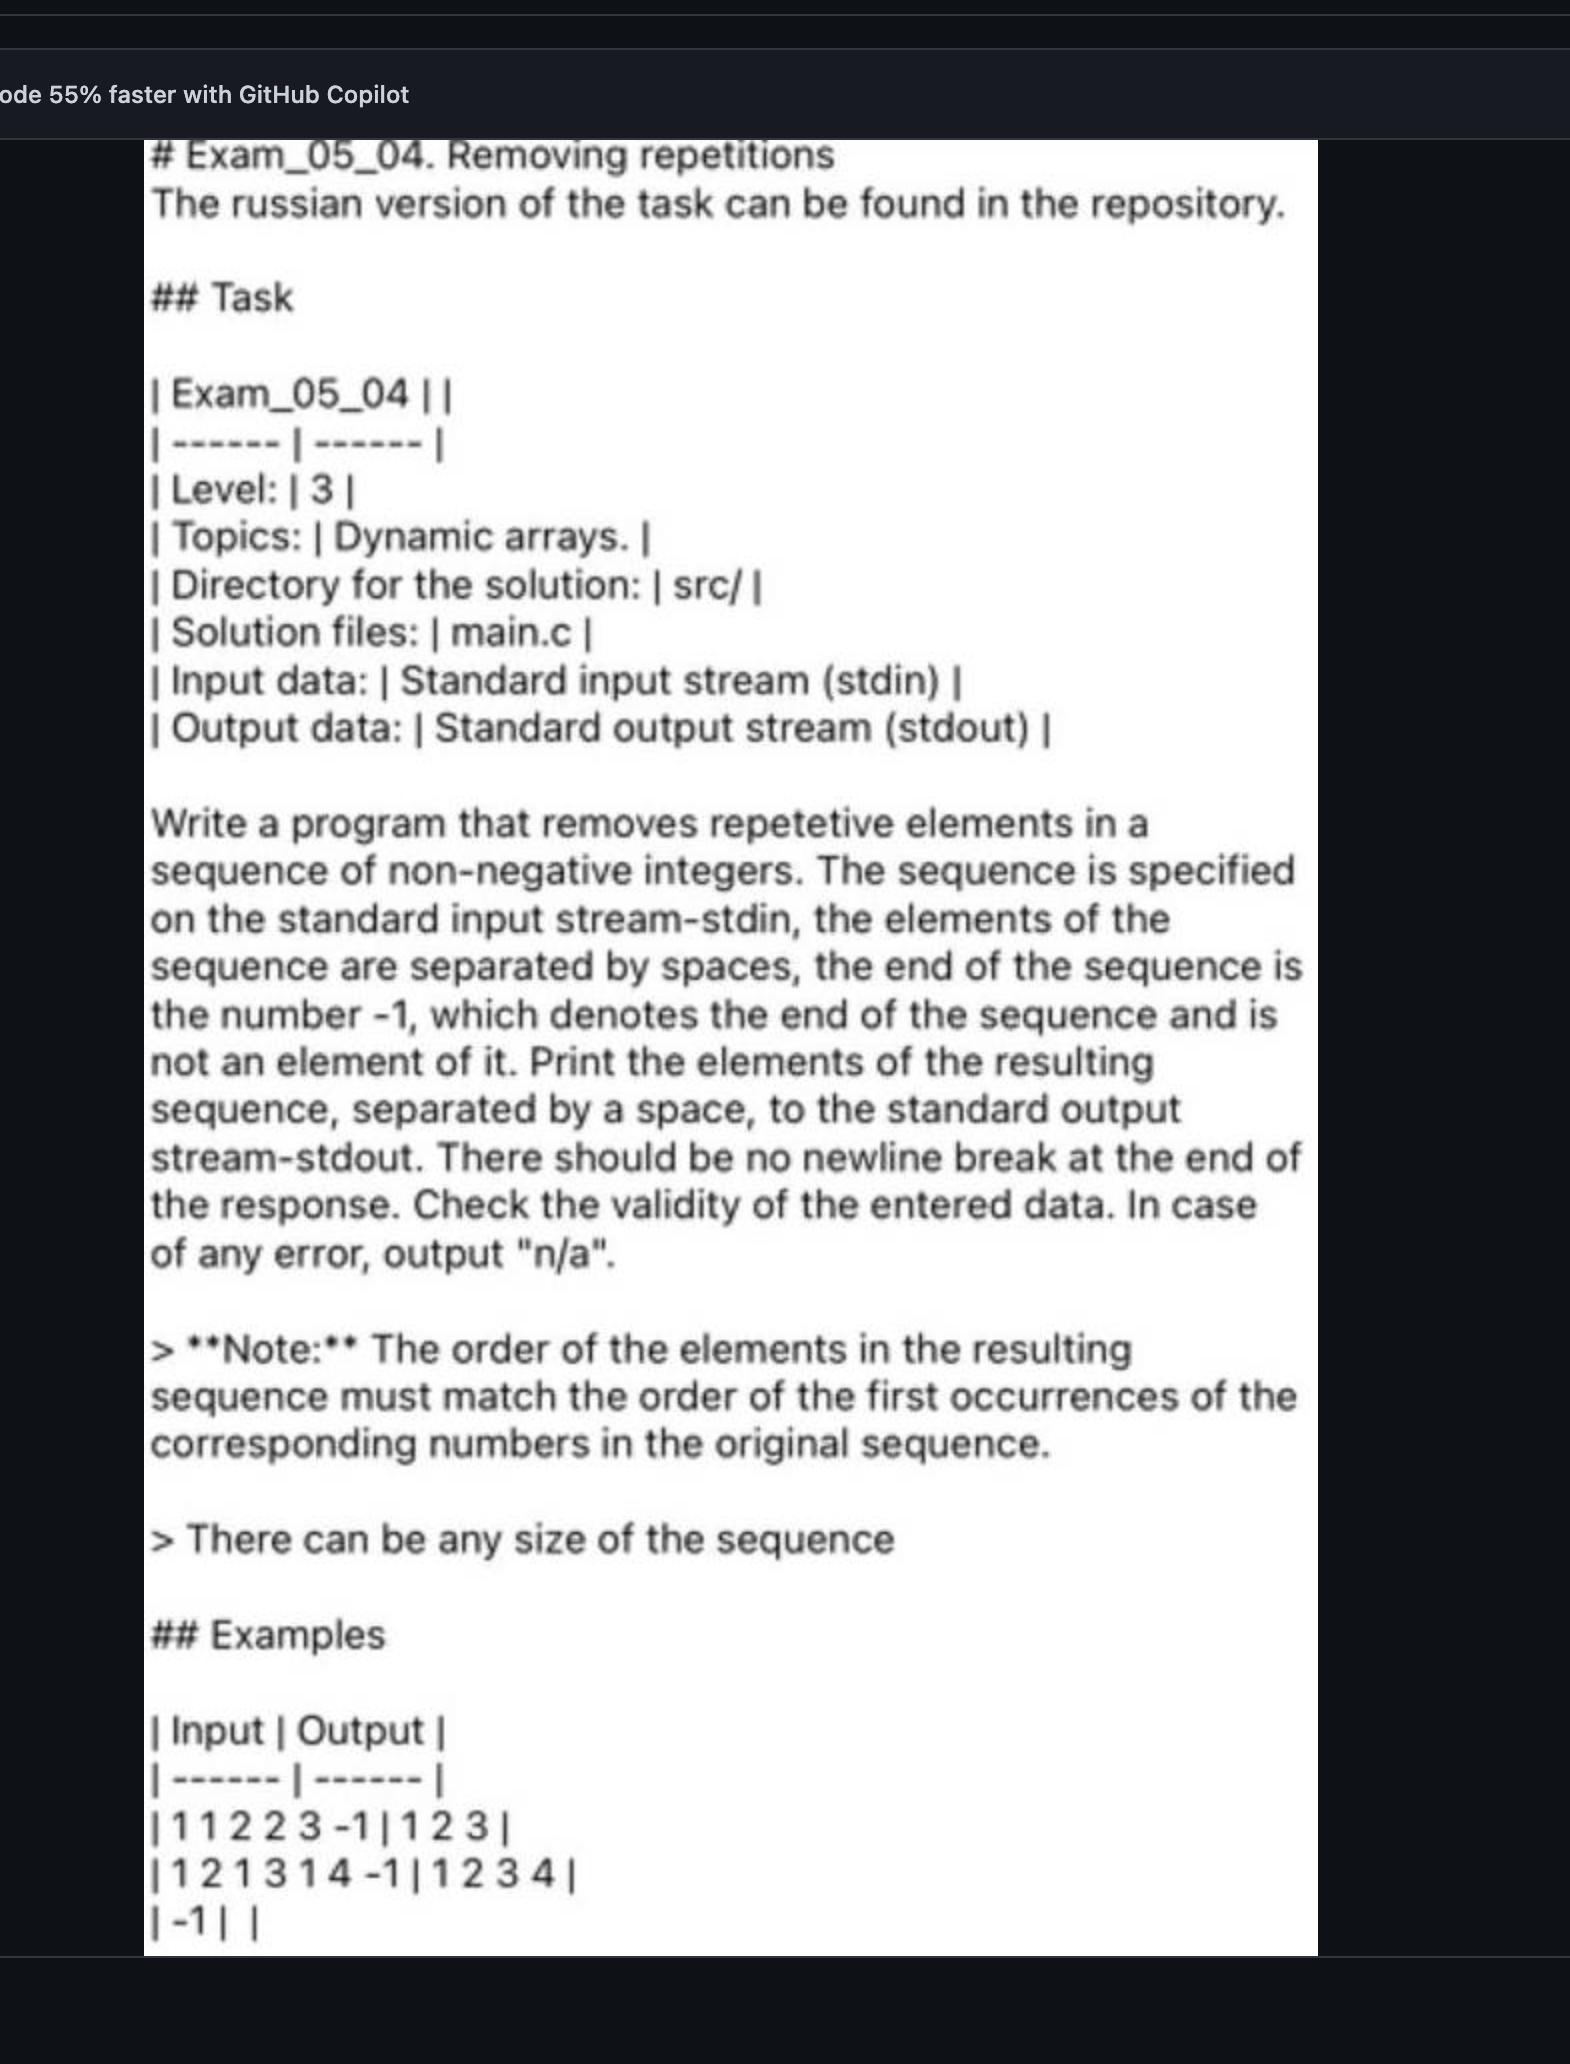 ode 55% faster with GitHub Copilot
# Exam_05_04. Removing repetitions
The russian version of the task can be found in the repository.
## Task
| Exam_05_04 | |
| ------ | ------ |
| Level: | 3 |
| Topics: | Dynamic arrays. |
| Directory for the solution: | src/ |
| Solution files: | main.c |
| Input data: | Standard input stream (stdin) |
| Output data: | Standard output stream (stdout) |
Write a program that removes repetetive elements in a
sequence of non-negative integers. The sequence is specified
on the standard input stream-stdin, the elements of the
sequence are separated by spaces, the end of the sequence is
the number -1, which denotes the end of the sequence and is
not an element of it. Print the elements of the resulting
sequence, separated by a space, to the standard output
stream-stdout. There should be no newline break at the end of
the response. Check the validity of the entered data. In case
of any error, output "n/a".
> **Note:** The order of the elements in the resulting
sequence must match the order of the first occurrences of the
corresponding numbers in the original sequence.
> There can be any size of the sequence
## Examples
| Input | Output |
| ------ | ------ |
| 1 1 2 2 3 -1 | 1 2 3 |
| 1 2 1 3 1 4 -1 | 1 2 3 4 |
| -1 | |